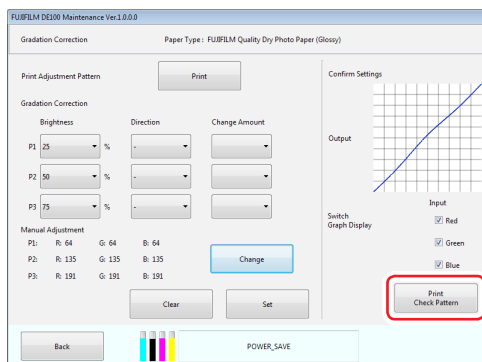 FUJIFILM DE100 Maintenance Ver.1.0.0.0
Gradation Correction Paper Type : FUJIFILM Quality Dry Photo Paper (Glossy)
Print Adjustment Pattern Print
Gradation Correction
Brightness Direction Change Amount
P1 25 % -
P2 50 % -
P3 75 % -
Manual Adjustment
P1: R: 64 G: 64 B: 64
P2: R: 135 G: 135 B: 135
P3: R: 191 G: 191 B: 191
Change
Clear Set
Confirm Settings
Output
Input
Switch
Graph Display
Red
Green
Blue
Print
Check Pattern
Back POWER_SAVE